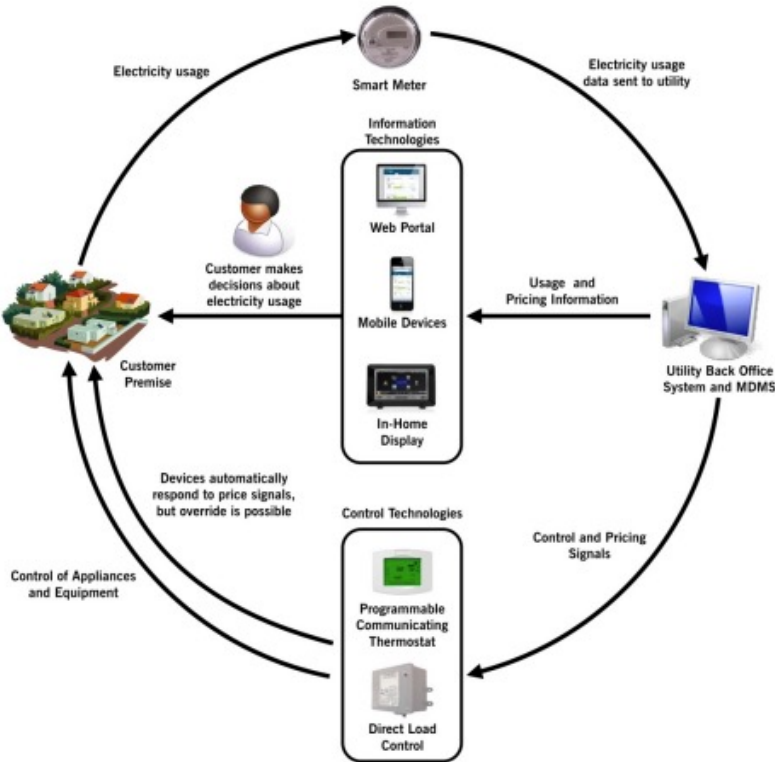 Electricity usage
Smart Meter
Electricity usage
data sent to utility
Information
Technologies
Web Portal
Customer makes
decisions about
electricity usage
Mobile Devices
Usage and
Pricing Information
Customer
Premise
In-Home
Display
Utility Back Office
System and MDMS
Devices automatically
respond to price signals,
but override is possible
Control Technologies
Control and Pricing
Signals
Control of Appliances
and Equipment
Programmable
Communicating
Thermostat
Direct Load
Control